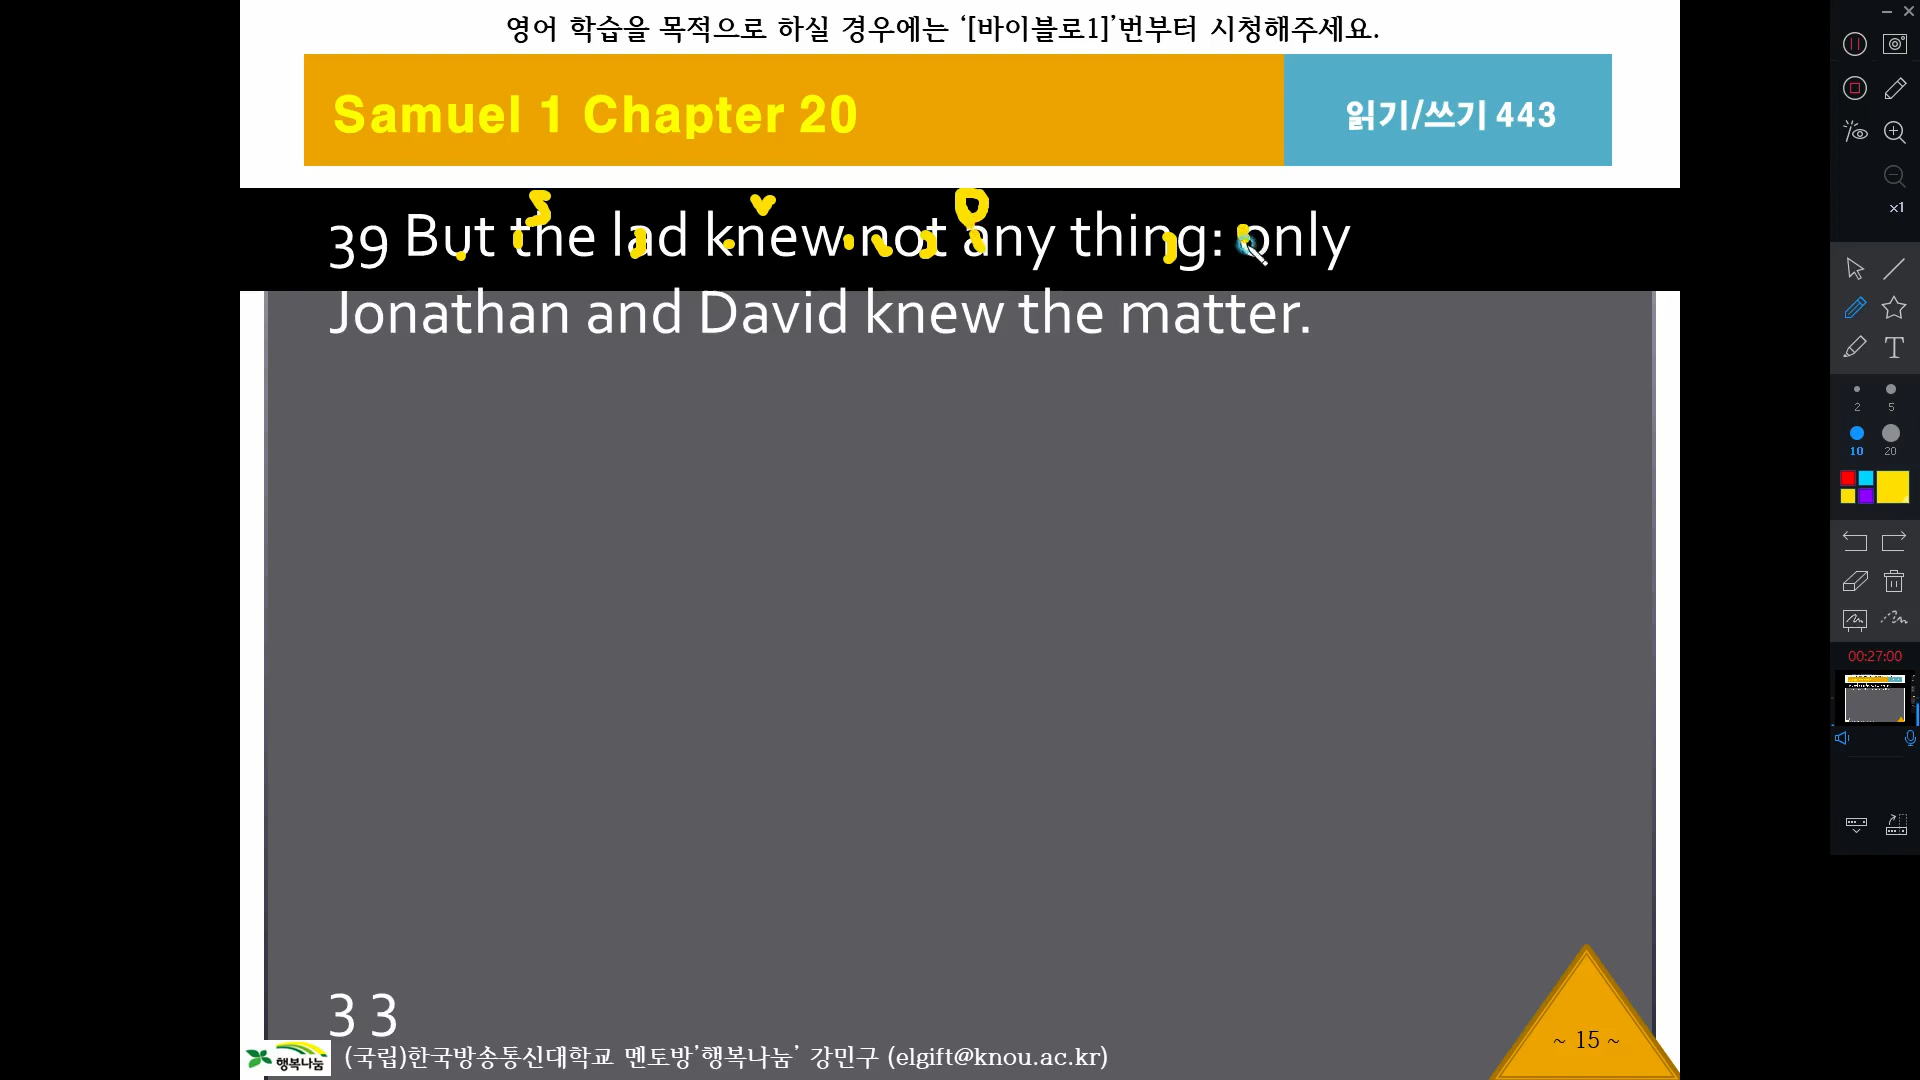 영어 학습을 목적으로 하실 경우에는 ‘[바이블로1]’번부터 시청해주세요.
Samuel 1 Chapter 20
읽기/쓰기 443
S V O
39 But the lad knew not any thing: only
Jonathan and David knew the matter.
3 3
행복나눔 (국립)한국방송통신대학교 멘토방’행복나눔’ 강민구 (elgift@knou.ac.kr)
~ 15 ~
x1
2 5
10 20
00:27:00